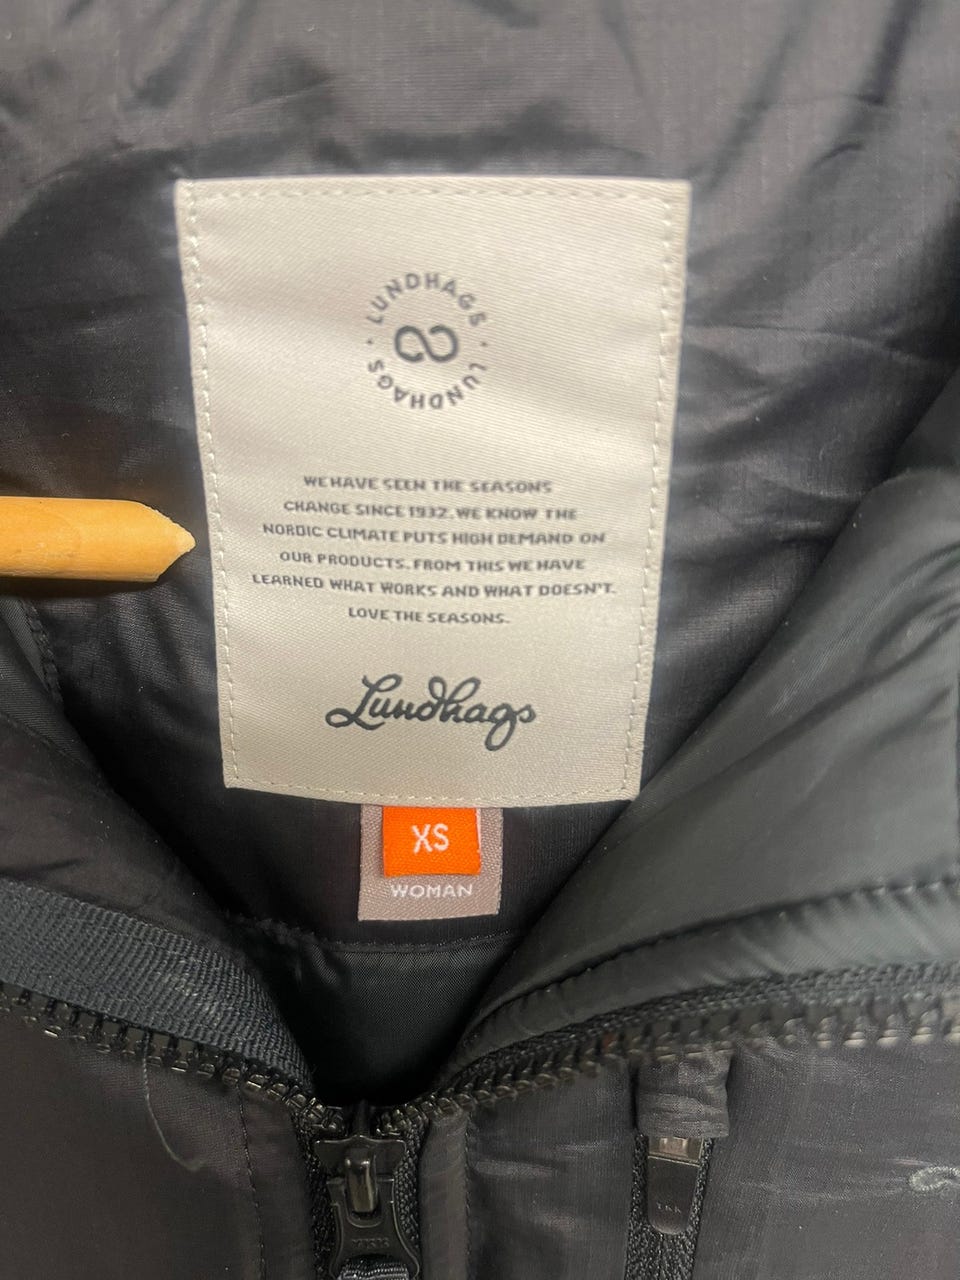 LUNDHAGS · LUNDHAGS ·
WE HAVE SEEN THE SEASONS
CHANGE SINCE 1932. WE KNOW THE
NORDIC CLIMATE PUTS HIGH DEMAND ON
OUR PRODUCTS. FROM THIS WE HAVE
LEARNED WHAT WORKS AND WHAT DOESN'T.
LOVE THE SEASONS.
Lundhags
XS
WOMAN